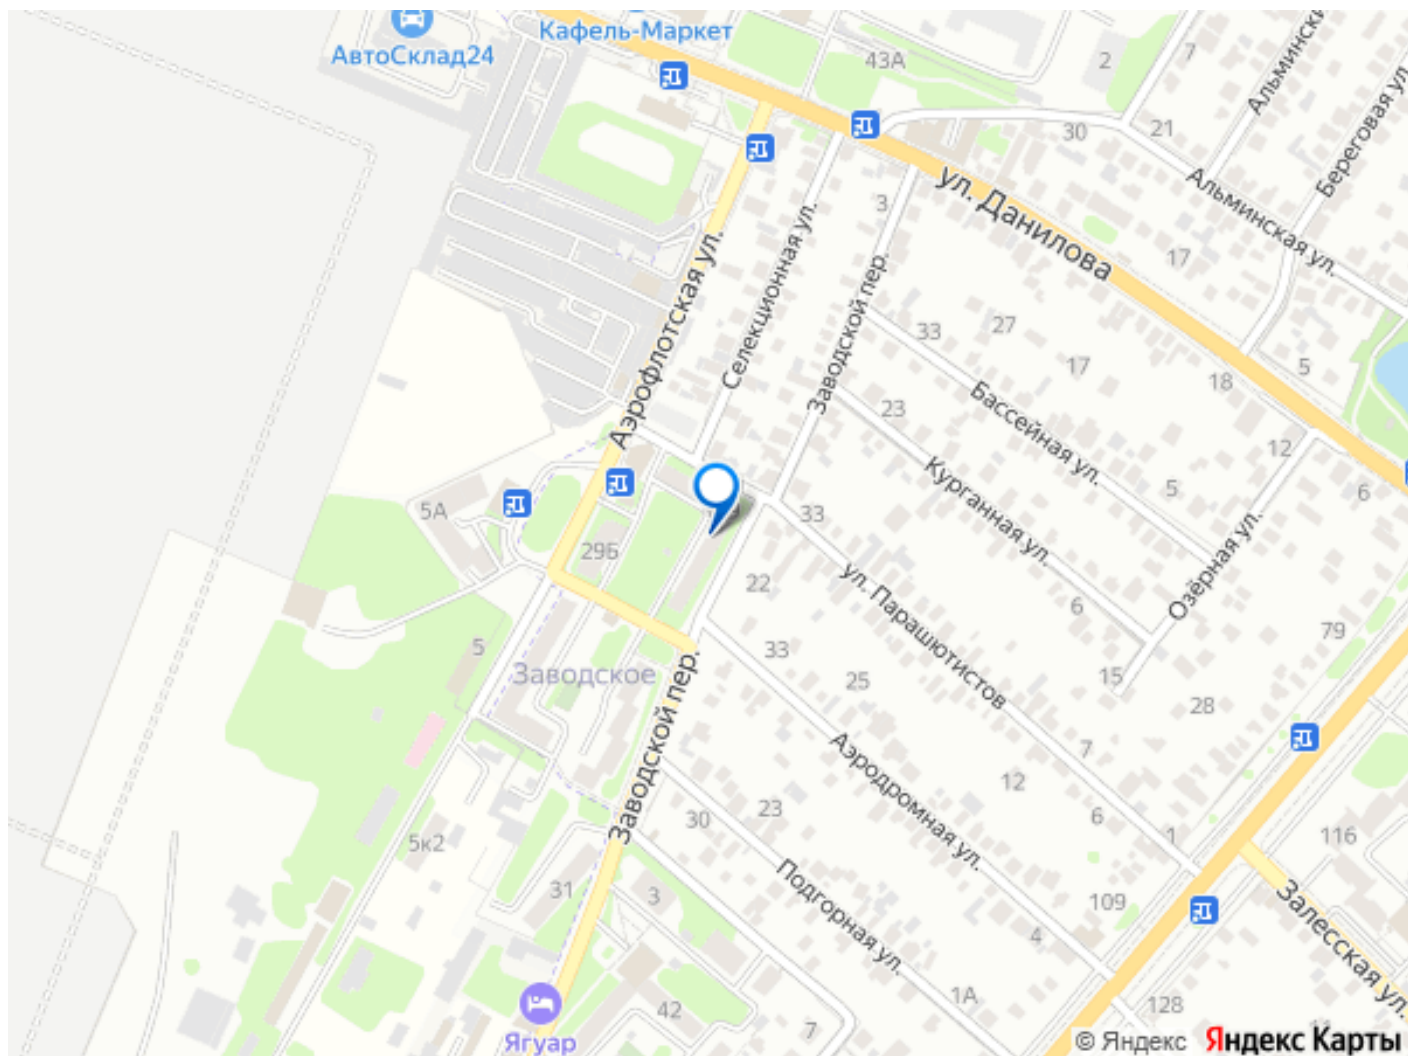 Кафель-Маркет
АвтоСклад24
43А
2
7
Альмински
Береговая ул.
30
21
Альминская ул.
ул. Данилова
3
17
Аэрофлотская ул.
Селекционная ул.
Заводской пер.
33
27
17
18
5
23
Бассейная ул.
12
6
5
Курганная ул.
Озёрная ул.
5А
29Б
33
22
ул. Парашютистов
6
79
15
28
5
Заводское
33
25
Заводской пер.
Аэродромная ул.
7
12
6
1
116
30
23
5к2
Подгорная ул.
Залесская ул.
31
3
109
4
1А
128
42
7
Ягуар
© Яндекс Яндекс Карты